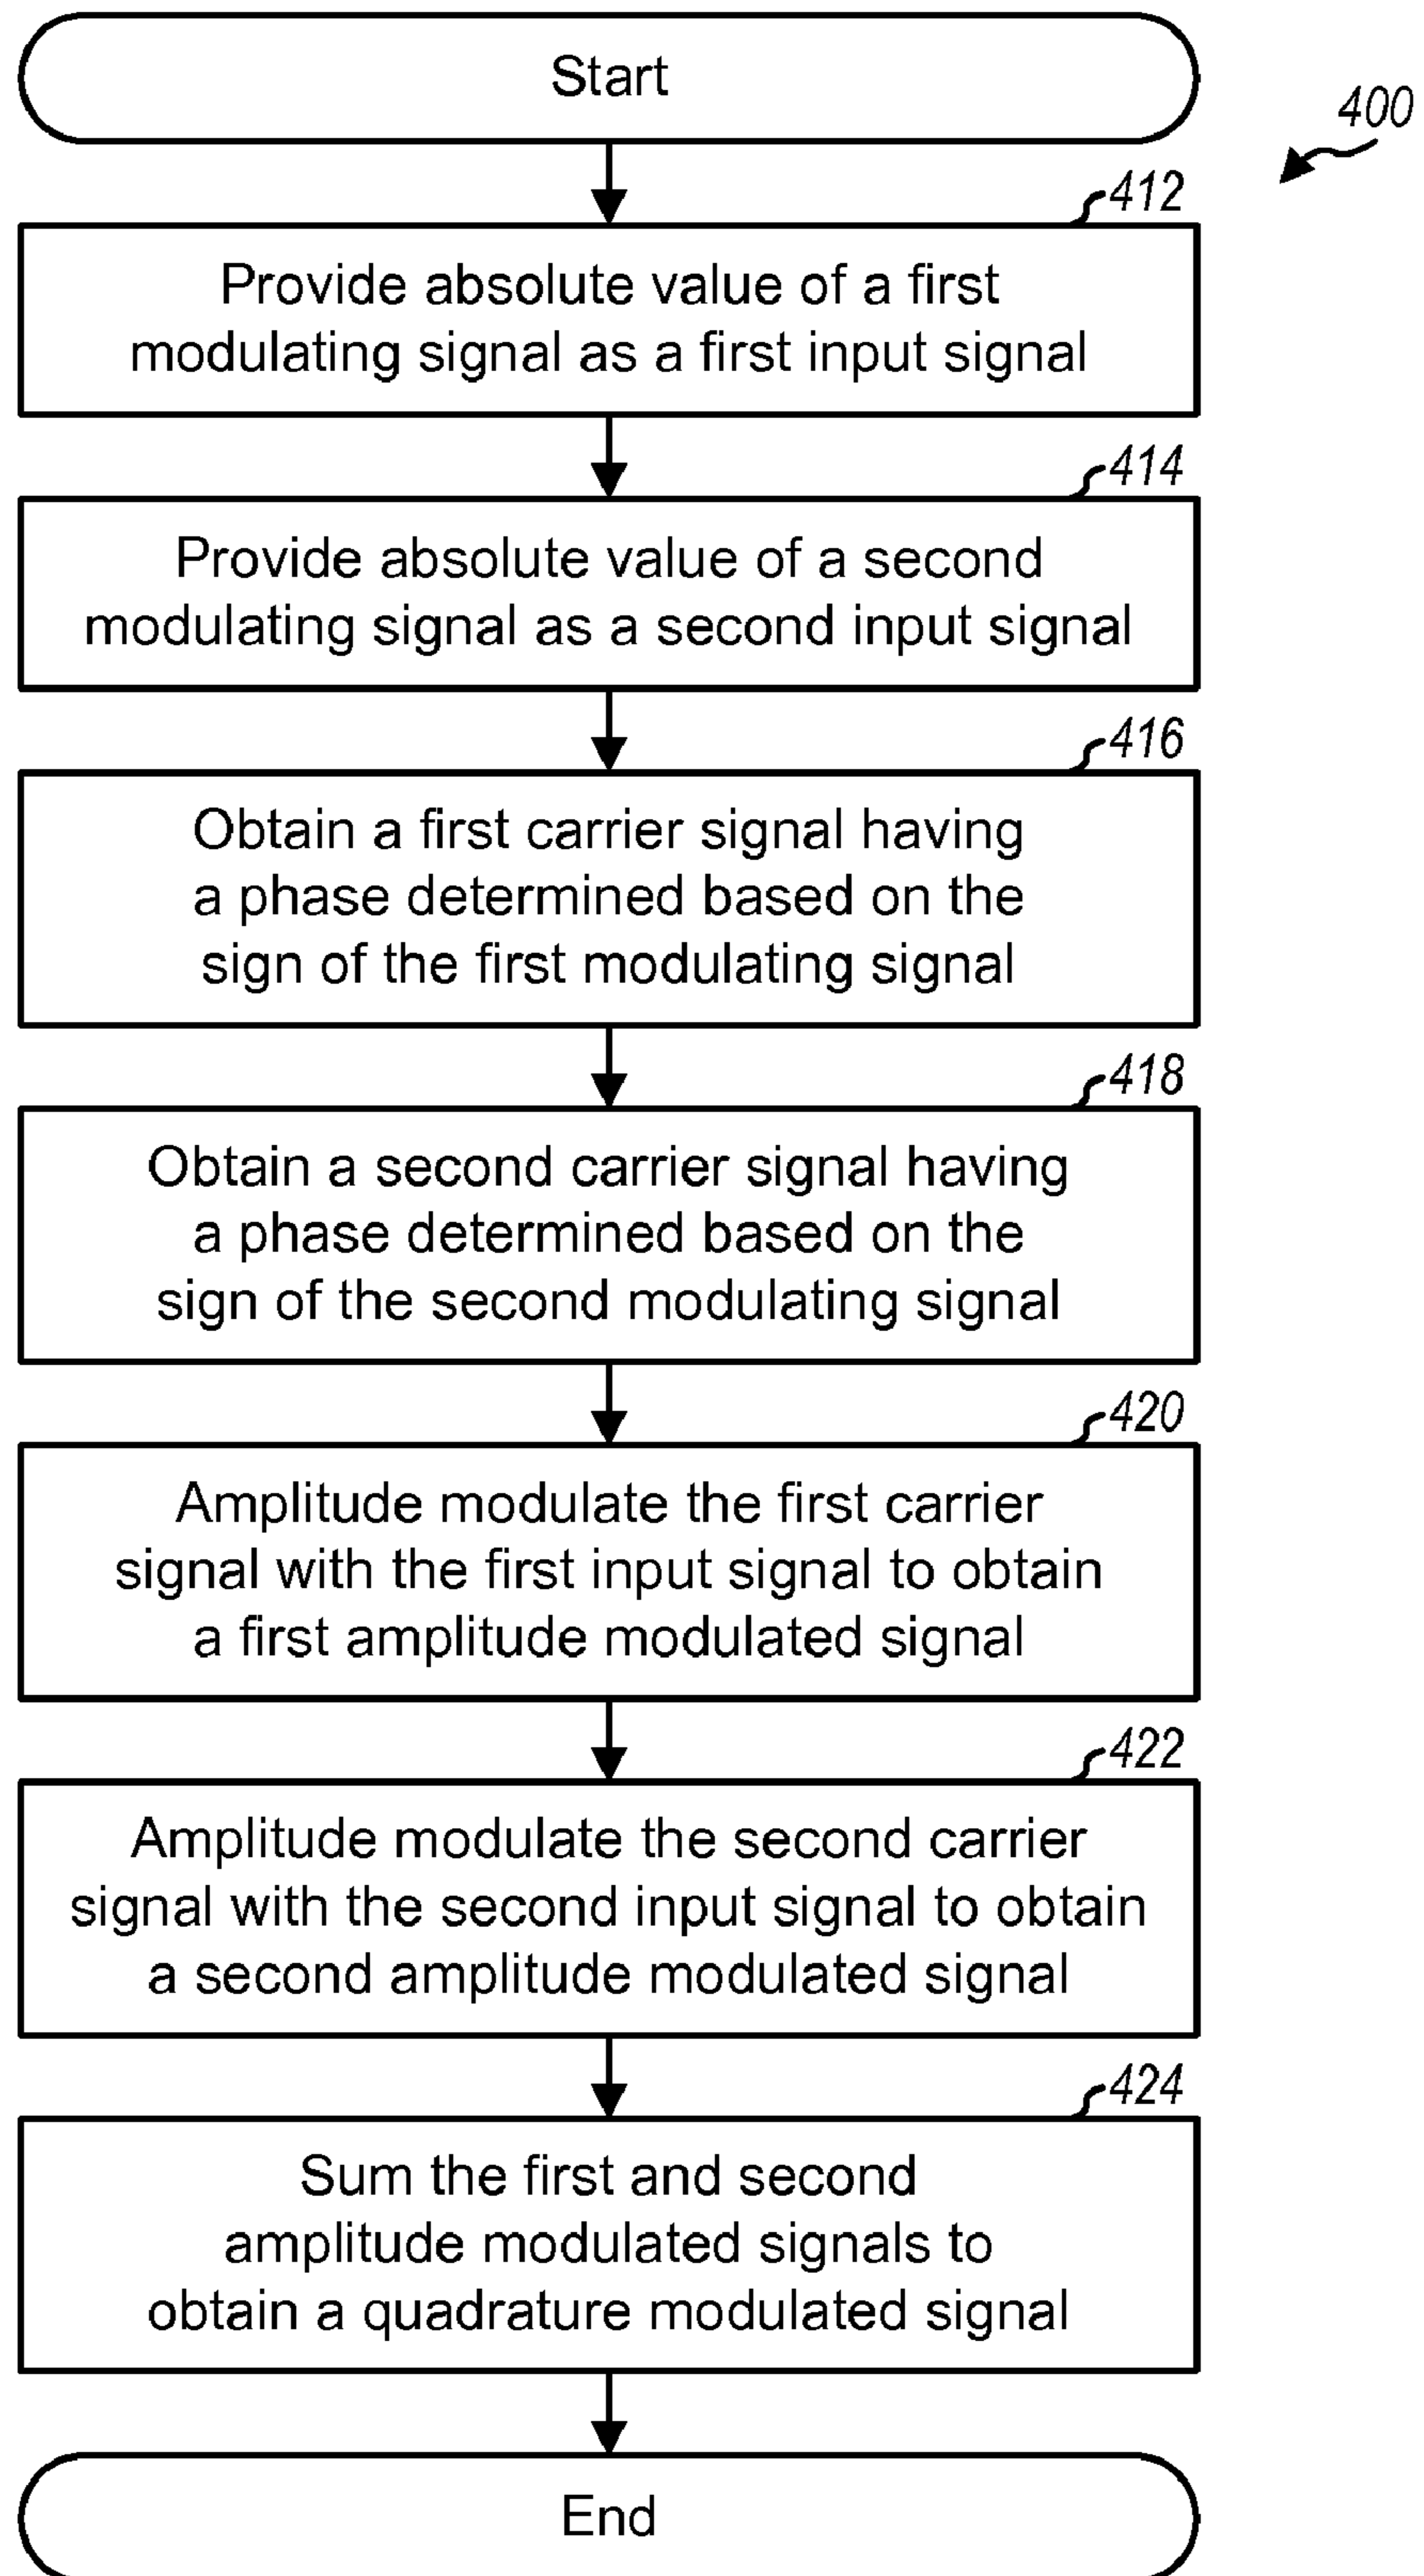 Start
400
412
Provide absolute value of a first
modulating signal as a first input signal
414
Provide absolute value of a second
modulating signal as a second input signal
416
Obtain a first carrier signal having
a phase determined based on the
sign of the first modulating signal
418
Obtain a second carrier signal having
a phase determined based on the
sign of the second modulating signal
420
Amplitude modulate the first carrier
signal with the first input signal to obtain
a first amplitude modulated signal
422
Amplitude modulate the second carrier
signal with the second input signal to obtain
a second amplitude modulated signal
424
Sum the first and second
amplitude modulated signals to
obtain a quadrature modulated signal
End